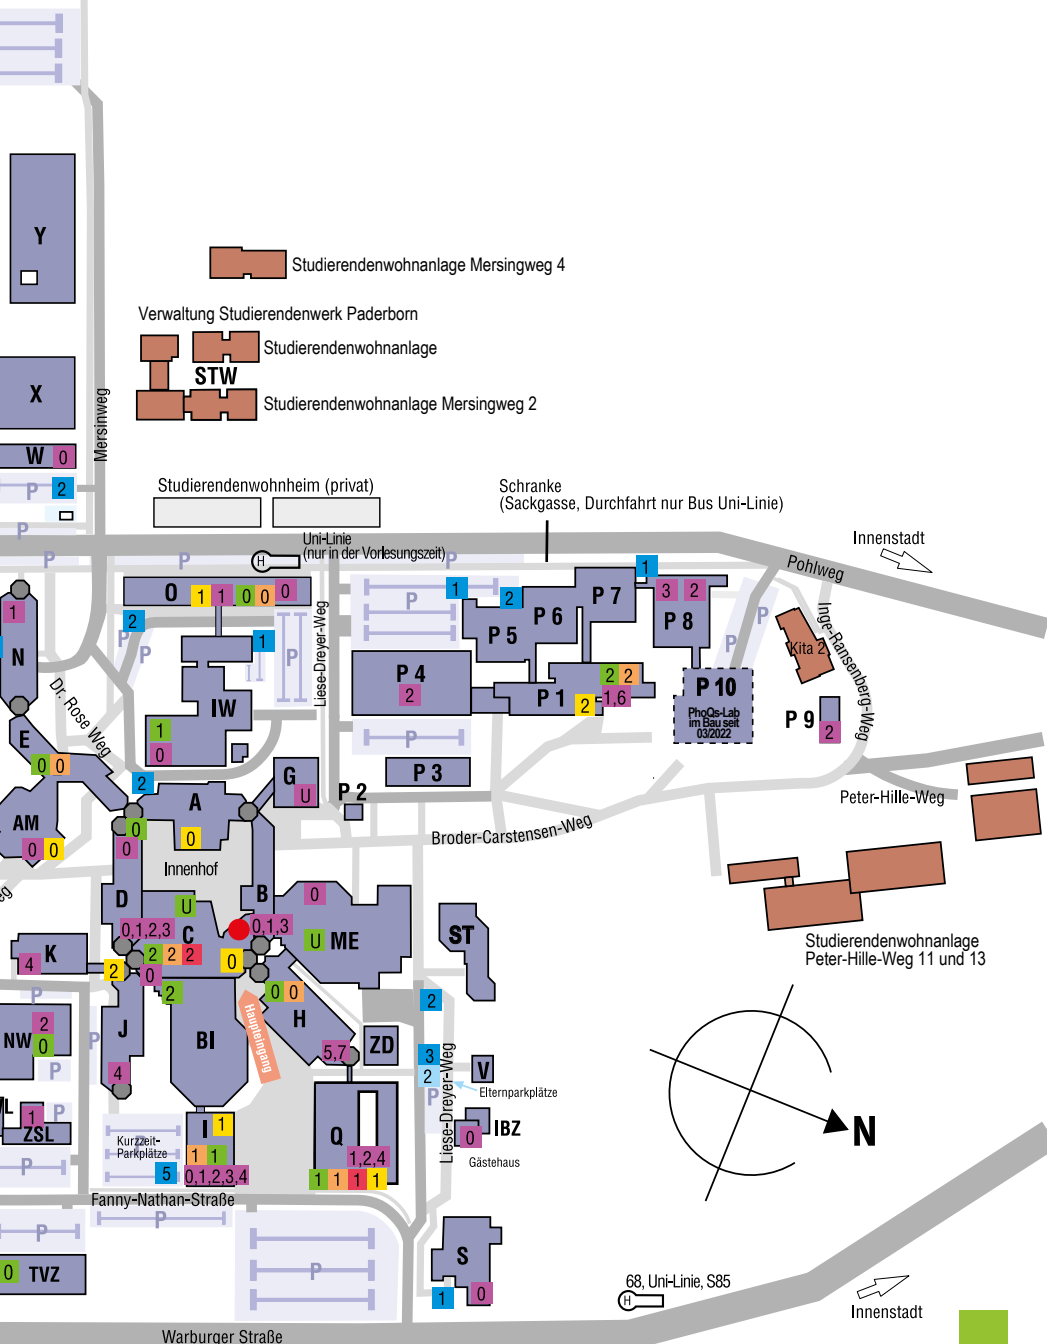 Y
Studierendenwohnanlage Mersingweg 4
Verwaltung Studierendenwerk Paderborn
Studierendenwohnanlage
STW
Studierendenwohnanlage Mersingweg 2
X
Mersinweg
W 0
P 2
P
Studierendenwohnheim (privat)
Schranke
(Sackgasse, Durchfahrt nur Bus Uni-Linie)
Uni-Linie
(nur in der Vorlesungszeit)
H
P
P
P
Innenstadt
Pohlweg
O 1 1 0 0 0
2
P
P
1
P
Liese-Dreyer-Weg
P
1
2
1
P 7
P 6
P 5
3 2
P 8
P
P
Kita 2
Inge-Ransenberg-Weg
1
N
Dr. Rose Weg
IW
1
0
P 4
2
P 1
2 2
2
1,6
P 10
PhoQs-Lab
im Bau seit
03/2022
P 9
2
E
0 0
P
P 3
G
U
P 2
2
A
0
Innenhof
Peter-Hille-Weg
Broder-Carstensen-Weg
AM
0 0
0
0
eg
D
B
U
C
0,1,2,3
0,1,3
2 2 2
0
0
U ME
ST
Studierendenwohnanlage
Peter-Hille-Weg 11 und 13
K
4
2
0
2
P
0 0
H
Haupteingang
2
NW
2
0
P
P
J
4
BI
5,7
ZD
3
2
P
V
Elternparkplätze
Liese-Dreyer-Weg
N
/L
1
P
ZSL
P
Kurzzeit-
Parkplätze
P
5
I 1
1 1
0,1,2,3,4
Q
1,2,4
1 1 1 1
IBZ
0
Gästehaus
Fanny-Nathan-Straße
P
P
P
0 TVZ
S
1
0
68, Uni-Linie, S85
H
Innenstadt
Warburger Straße